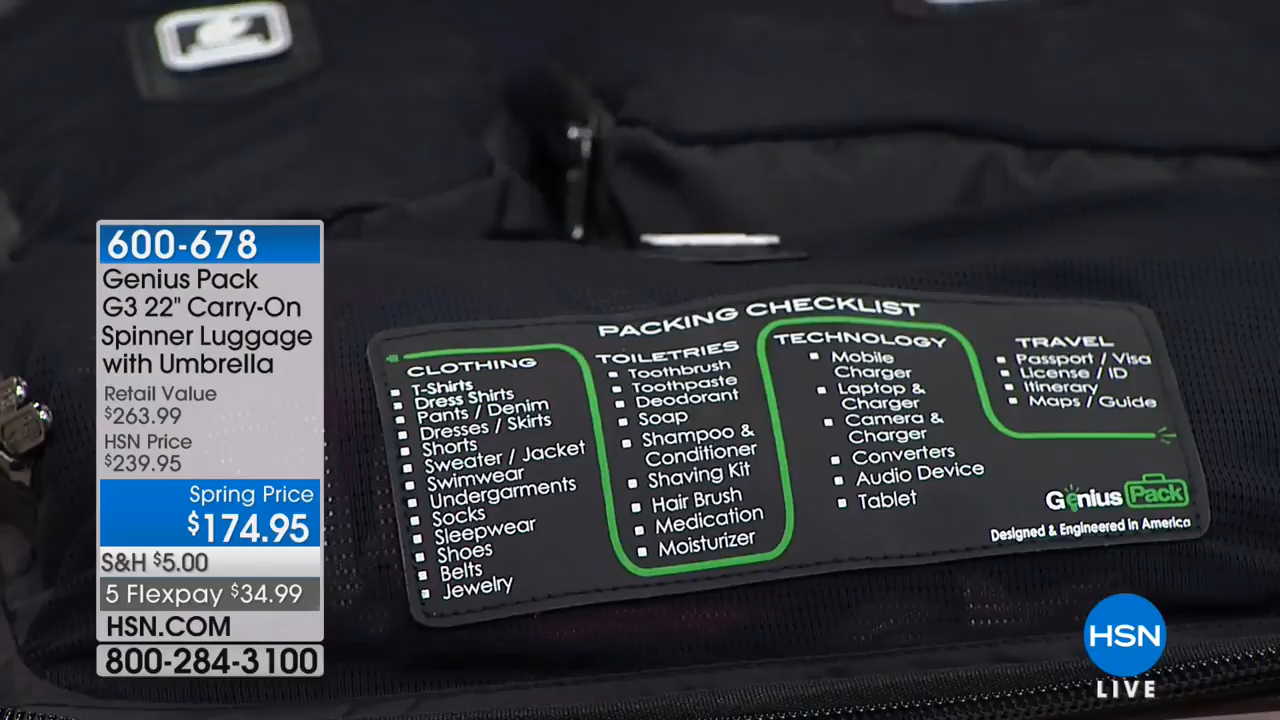 600-678
Genius Pack
G3 22" Carry-On
Spinner Luggage
with Umbrella
Retail Value
$263.99
HSN Price
$239.95
Spring Price
$174.95
S&H $5.00
5 Flexpay $34.99
HSN.COM
800-284-3100
PACKING CHECKLIST
CLOTHING
T-Shirts
Dress Shirts
Pants / Denim
Dresses / Skirts
Shorts
Sweater / Jacket
Swimwear
Undergarments
Socks
Sleepwear
Shoes
Belts
Jewelry
TOILETRIES
Toothbrush
Toothpaste
Deodorant
Soap
Shampoo &
Conditioner
Shaving Kit
Hair Brush
Medication
Moisturizer
TECHNOLOGY
Mobile
Charger
Laptop &
Charger
Camera &
Charger
Converters
Audio Device
Tablet
TRAVEL
Passport / Visa
License / ID
Itinerary
Maps / Guide
Genius Pack
Designed & Engineered in America
HSN
LIVE